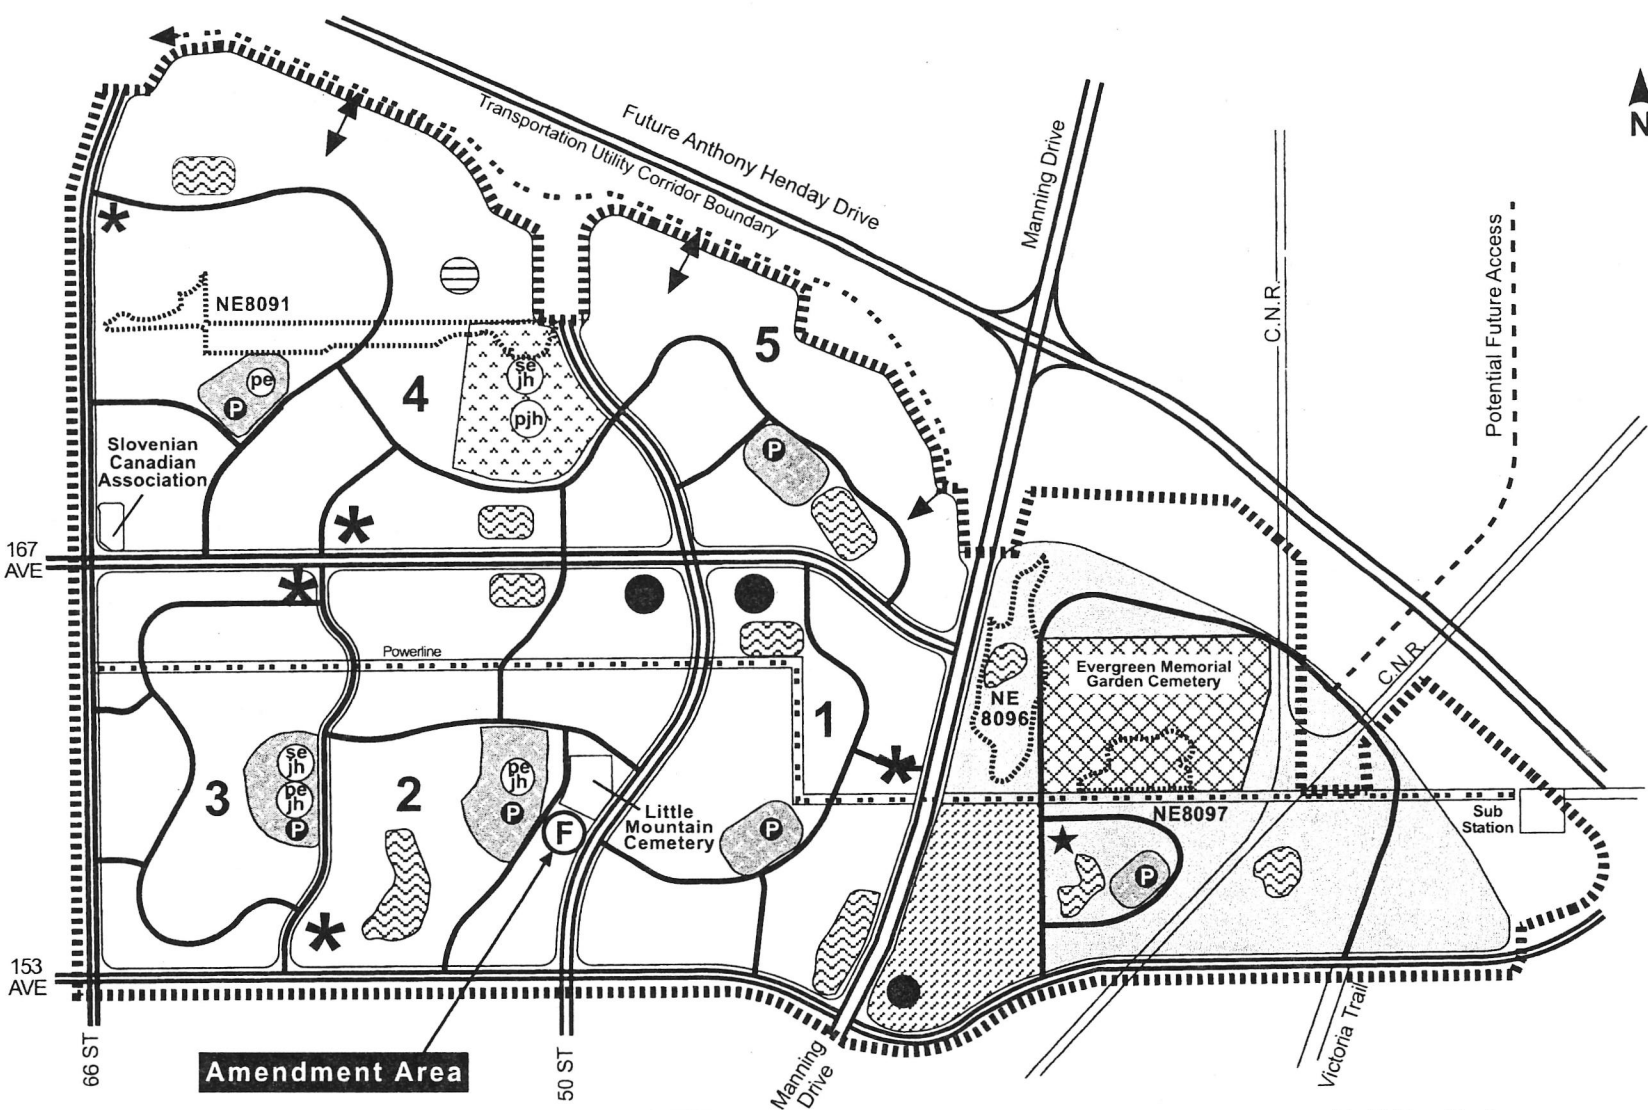 Future Anthony Henday Drive
Transportation Utility Corridor Boundary
Manning Drive
N
C.N.R.
Potential Future Access
NE8091
5
se
jh
pe
4
pjh
P
Slovenian
Canadian
Association
P
167
AVE
Powerline
C.N.R.
Evergreen Memorial
Garden Cemetery
NE
8096
1
se
jh
pe
jh
P
3
2
pe
jh
P
F
Little
Mountain
Cemetery
P
NE8097
Sub
Station
P
153
AVE
66 ST
Amendment Area
50 ST
Manning
Drive
Victoria Trail